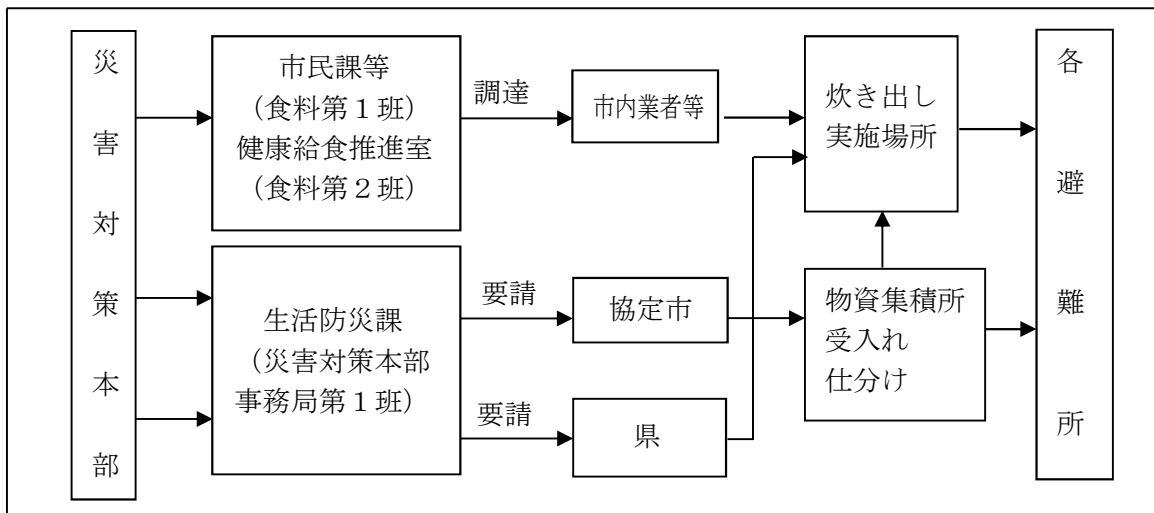 災害対策本部
市民課等
（食料第１班）
健康給食推進室
（食料第２班）
調達
市内業者等
炊き出し
実施場所
各避難所
生活防災課
（災害対策本部
事務局第１班）
要請
協定市
物資集積所
受入れ
仕分け
要請
県